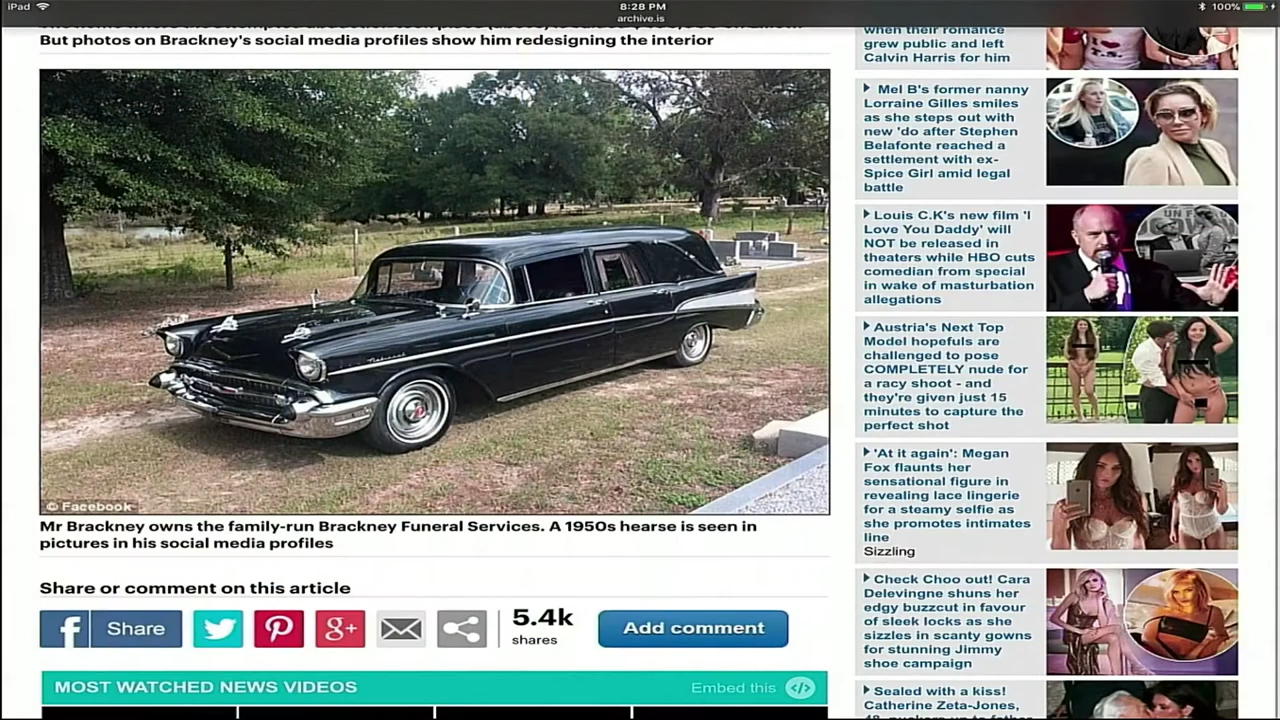 iPad
8:28 PM
100%
archive.is
But photos on Brackney's social media profiles show him redesigning the interior
© Facebook
Mr Brackney owns the family-run Brackney Funeral Services. A 1950s hearse is seen in
pictures in his social media profiles
Share or comment on this article
f Share
g+
5.4k
shares
Add comment
MOST WATCHED NEWS VIDEOS
Embed this </>
when their romance
grew public and left
Calvin Harris for him
Mel B's former nanny
Lorraine Gilles smiles
as she steps out with
new 'do after Stephen
Belafonte reached a
settlement with ex-
Spice Girl amid legal
battle
Louis C.K's new film 'I
Love You Daddy' will
NOT be released in
theaters while HBO cuts
comedian from special
in wake of masturbation
allegations
Austria's Next Top
Model hopefuls are
challenged to pose
COMPLETELY nude for
a racy shoot - and
they're given just 15
minutes to capture the
perfect shot
'At it again': Megan
Fox flaunts her
sensational figure in
revealing lace lingerie
for a steamy selfie as
she promotes intimates
line
Sizzling
Check Choo out! Cara
Delevingne shuns her
edgy buzzcut in favour
of sleek locks as she
sizzles in scanty gowns
for stunning Jimmy
shoe campaign
Sealed with a kiss!
Catherine Zeta-Jones,